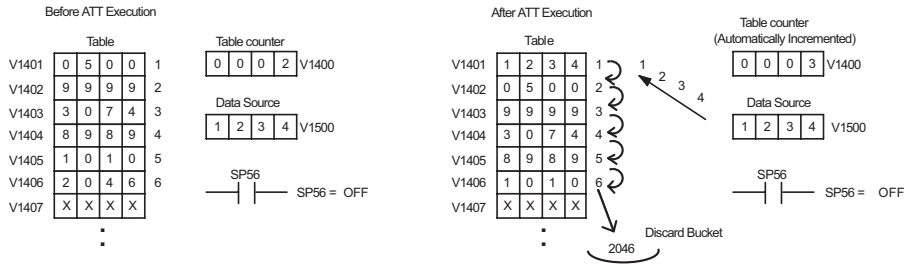 Before ATT Execution
Table
V1401 0 5 0 0 1
V1402 9 9 9 9 2
V1403 3 0 7 4 3
V1404 8 9 8 9 4
V1405 1 0 1 0 5
V1406 2 0 4 6 6
V1407 X X X X
:
Table counter
0 0 0 2 V1400
Data Source
1 2 3 4 V1500
SP56
SP56 = OFF
After ATT Execution
Table
V1401 1 2 3 4 1
V1402 0 5 0 0 2
V1403 9 9 9 9 3
V1404 3 0 7 4 4
V1405 8 9 8 9 5
V1406 1 0 1 0 6
V1407 X X X X
:
1
2
3
4
Discard Bucket
2046
Table counter
(Automatically Incremented)
0 0 0 3 V1400
Data Source
1 2 3 4 V1500
SP56
SP56 = OFF